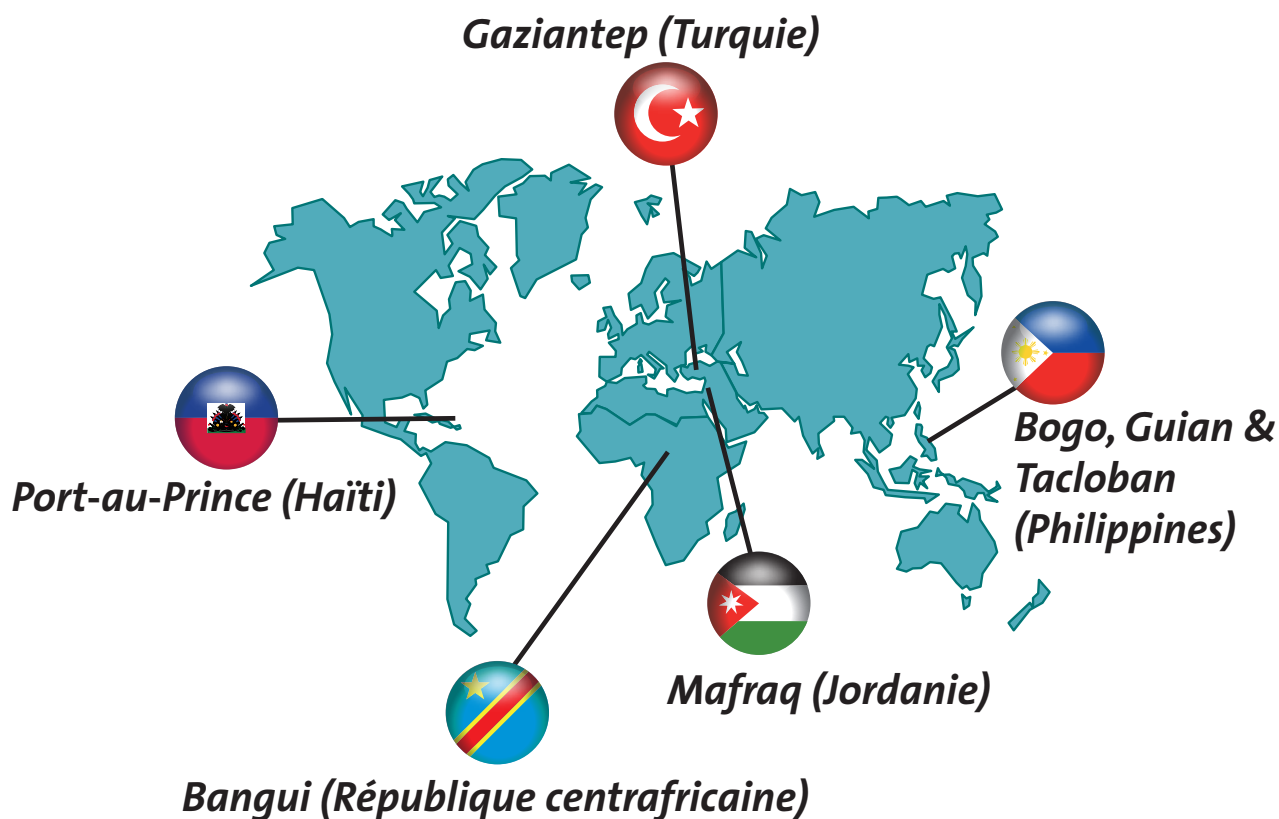 Gaziantep (Turquie)
Port-au-Prince (Haïti)
Bogo, Guian &
Tacloban
(Philippines)
Mafraq (Jordanie)
Bangui (République centrafricaine)